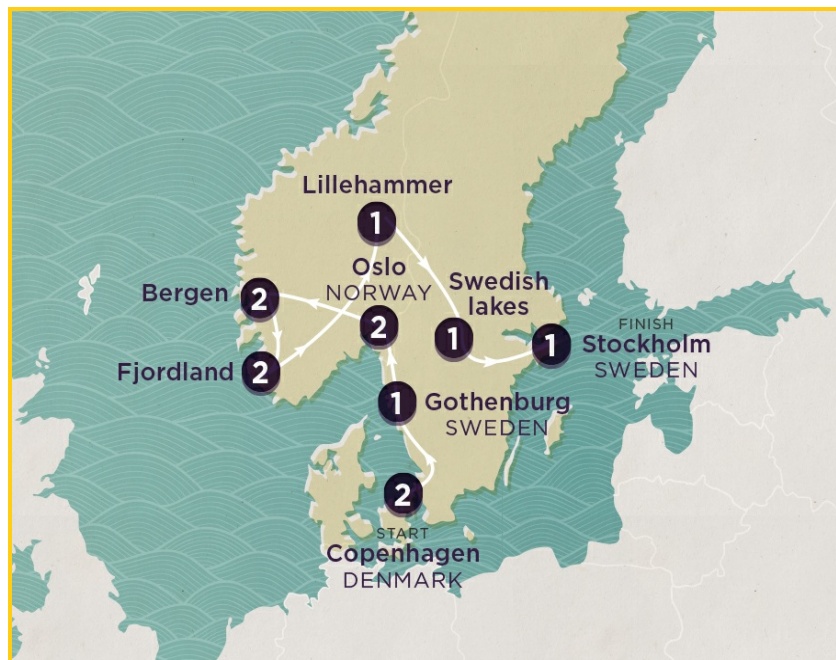 Lillehammer
1
Oslo
NORWAY
2
Bergen
2
Fjordland
2
Swedish
lakes
1
FINISH
Stockholm
SWEDEN
1
Gothenburg
SWEDEN
1
2
START
Copenhagen
DENMARK